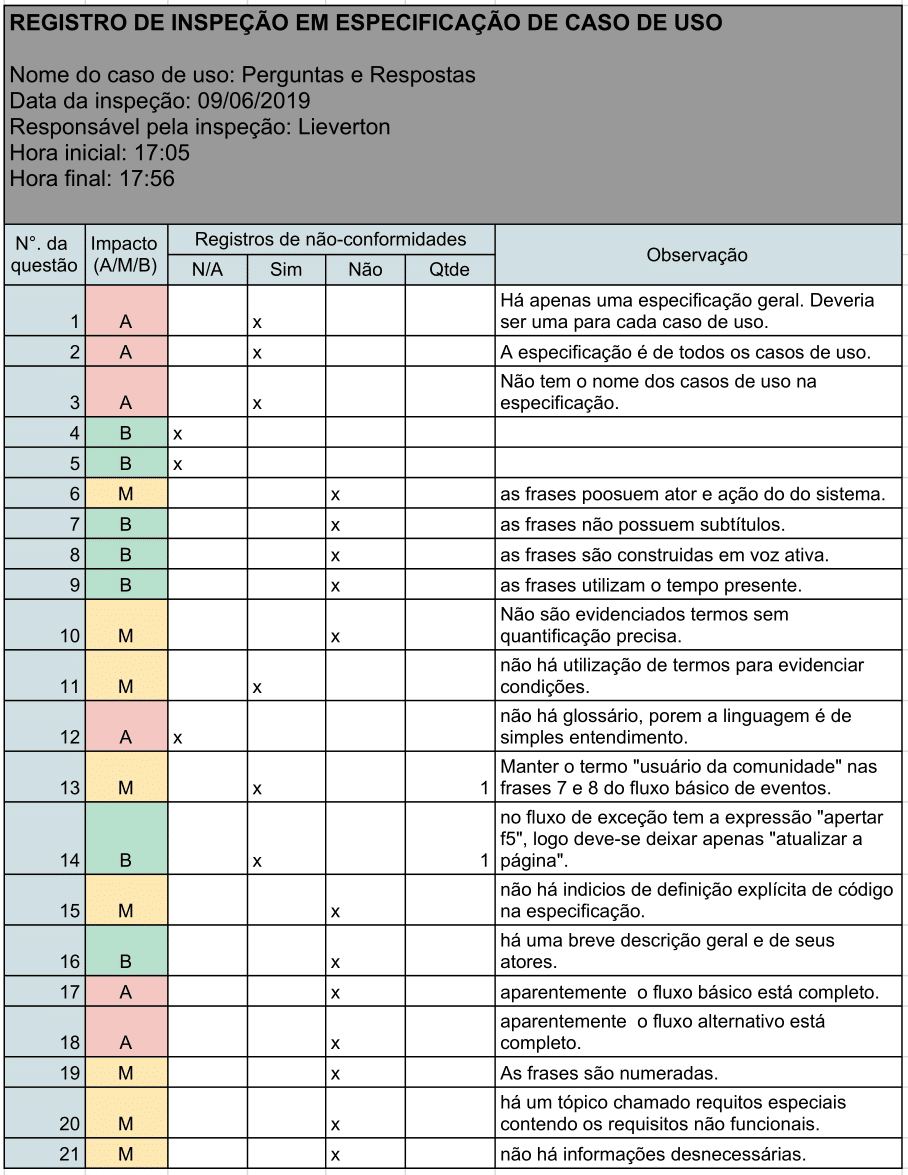 REGISTRO DE INSPEÇÃO EM ESPECIFICAÇÃO DE CASO DE USO
Nome do caso de uso: Perguntas e Respostas
Data da inspeção: 09/06/2019
Responsável pela inspeção: Lieverton
Hora inicial: 17:05
Hora final: 17:56
N°. da questão Impacto (A/M/B) Registros de não-conformidades Observação
N/A Sim Não Qtde
Há apenas uma especificação geral. Deveria
1 A x ser uma para cada caso de uso.
2 A x A especificação é de todos os casos de uso.
Não tem o nome dos casos de uso na
3 A x especificação.
4 B x
5 B x
6 M x as frases poosuem ator e ação do do sistema.
7 B x as frases não possuem subtítulos.
8 B x as frases são construidas em voz ativa.
9 B x as frases utilizam o tempo presente.
Não são evidenciados termos sem
10 M x quantificação precisa.
não há utilização de termos para evidenciar
11 M x condições.
não há glossário, porem a linguagem é de
12 A x simples entendimento.
Manter o termo "usuário da comunidade" nas
13 M x 1 frases 7 e 8 do fluxo básico de eventos.
no fluxo de exceção tem a expressão "apertar
f5", logo deve-se deixar apenas "atualizar a
14 B x 1 página".
não há indicios de definição explícita de código
15 M x na especificação.
há uma breve descrição geral e de seus
16 B x atores.
17 A x aparentemente o fluxo básico está completo.
aparentemente o fluxo alternativo está
18 A x completo.
19 M x As frases são numeradas.
há um tópico chamado requitos especiais
20 M x contendo os requisitos não funcionais.
21 M x não há informações desnecessárias.